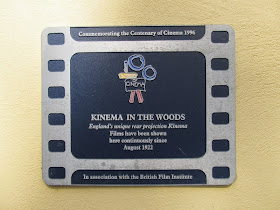 Commemorating the Centenary of Cinema 1996
CINEMA
KINEMA IN THE WOODS
England's unique rear projection Kinema
Films have been shown
here continuously since
August 1922
In association with the British Film Institute